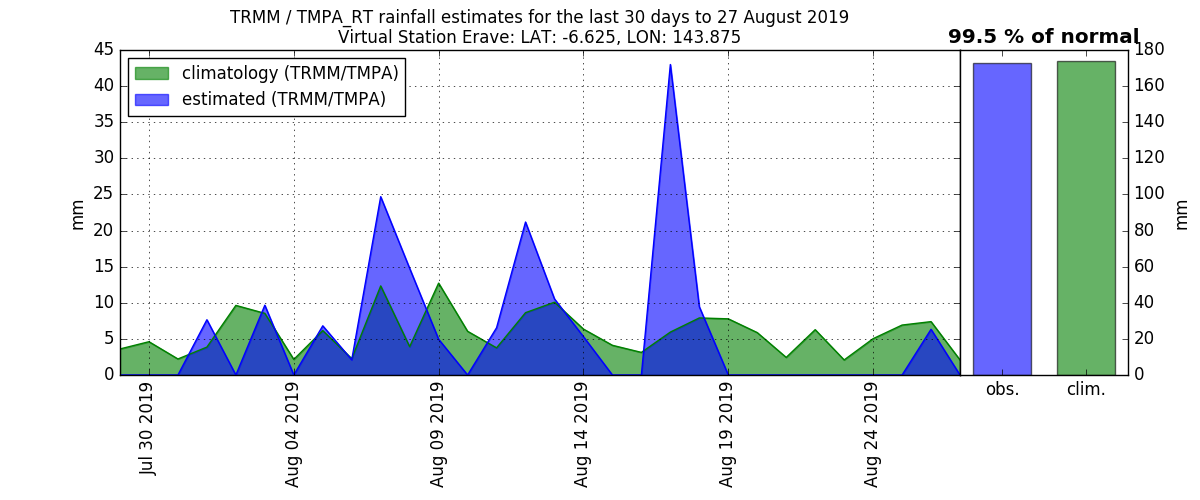 TRMM / TMPA_RT rainfall estimates for the last 30 days to 27 August 2019
Virtual Station Erave: LAT: -6.625, LON: 143.875
99.5 % of normal
climatology (TRMM/TMPA)
estimated (TRMM/TMPA)
mm
45
40
35
30
25
20
15
10
5
0
Jul 30 2019
Aug 04 2019
Aug 09 2019
Aug 14 2019
Aug 19 2019
Aug 24 2019
obs.
clim.
180
160
140
120
100
80
60
40
20
0
mm